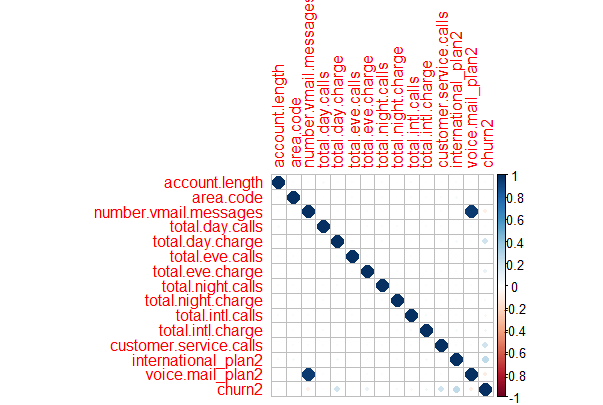 account.length
area.code
number.vmail.messages
total.day.calls
total.day.charge
total.eve.calls
total.eve.charge
total.night.calls
total.night.charge
total.intl.calls
total.intl.charge
customer.service.calls
international_plan2
voice.mail_plan2
churn2
account.length
area.code
number.vmail.messages
total.day.calls
total.day.charge
total.eve.calls
total.eve.charge
total.night.calls
total.night.charge
total.intl.calls
total.intl.charge
customer.service.calls
international_plan2
voice.mail_plan2
churn2
1
0.8
0.6
0.4
0.2
0
-0.2
-0.4
-0.6
-0.8
-1